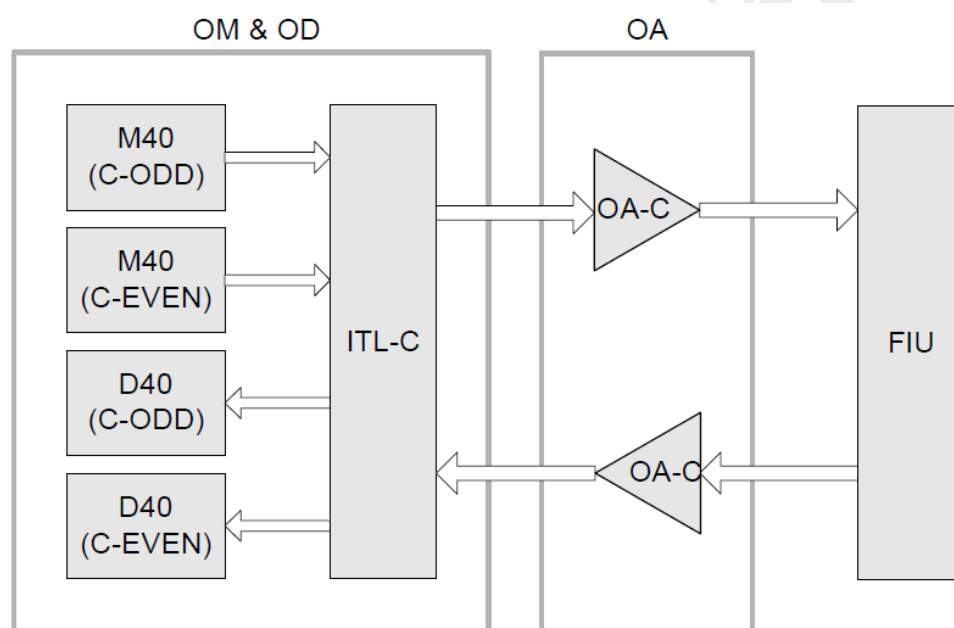 OM & OD
OA
M40
(C-ODD)
M40
(C-EVEN)
D40
(C-ODD)
D40
(C-EVEN)
ITL-C
OA-C
OA-C
FIU